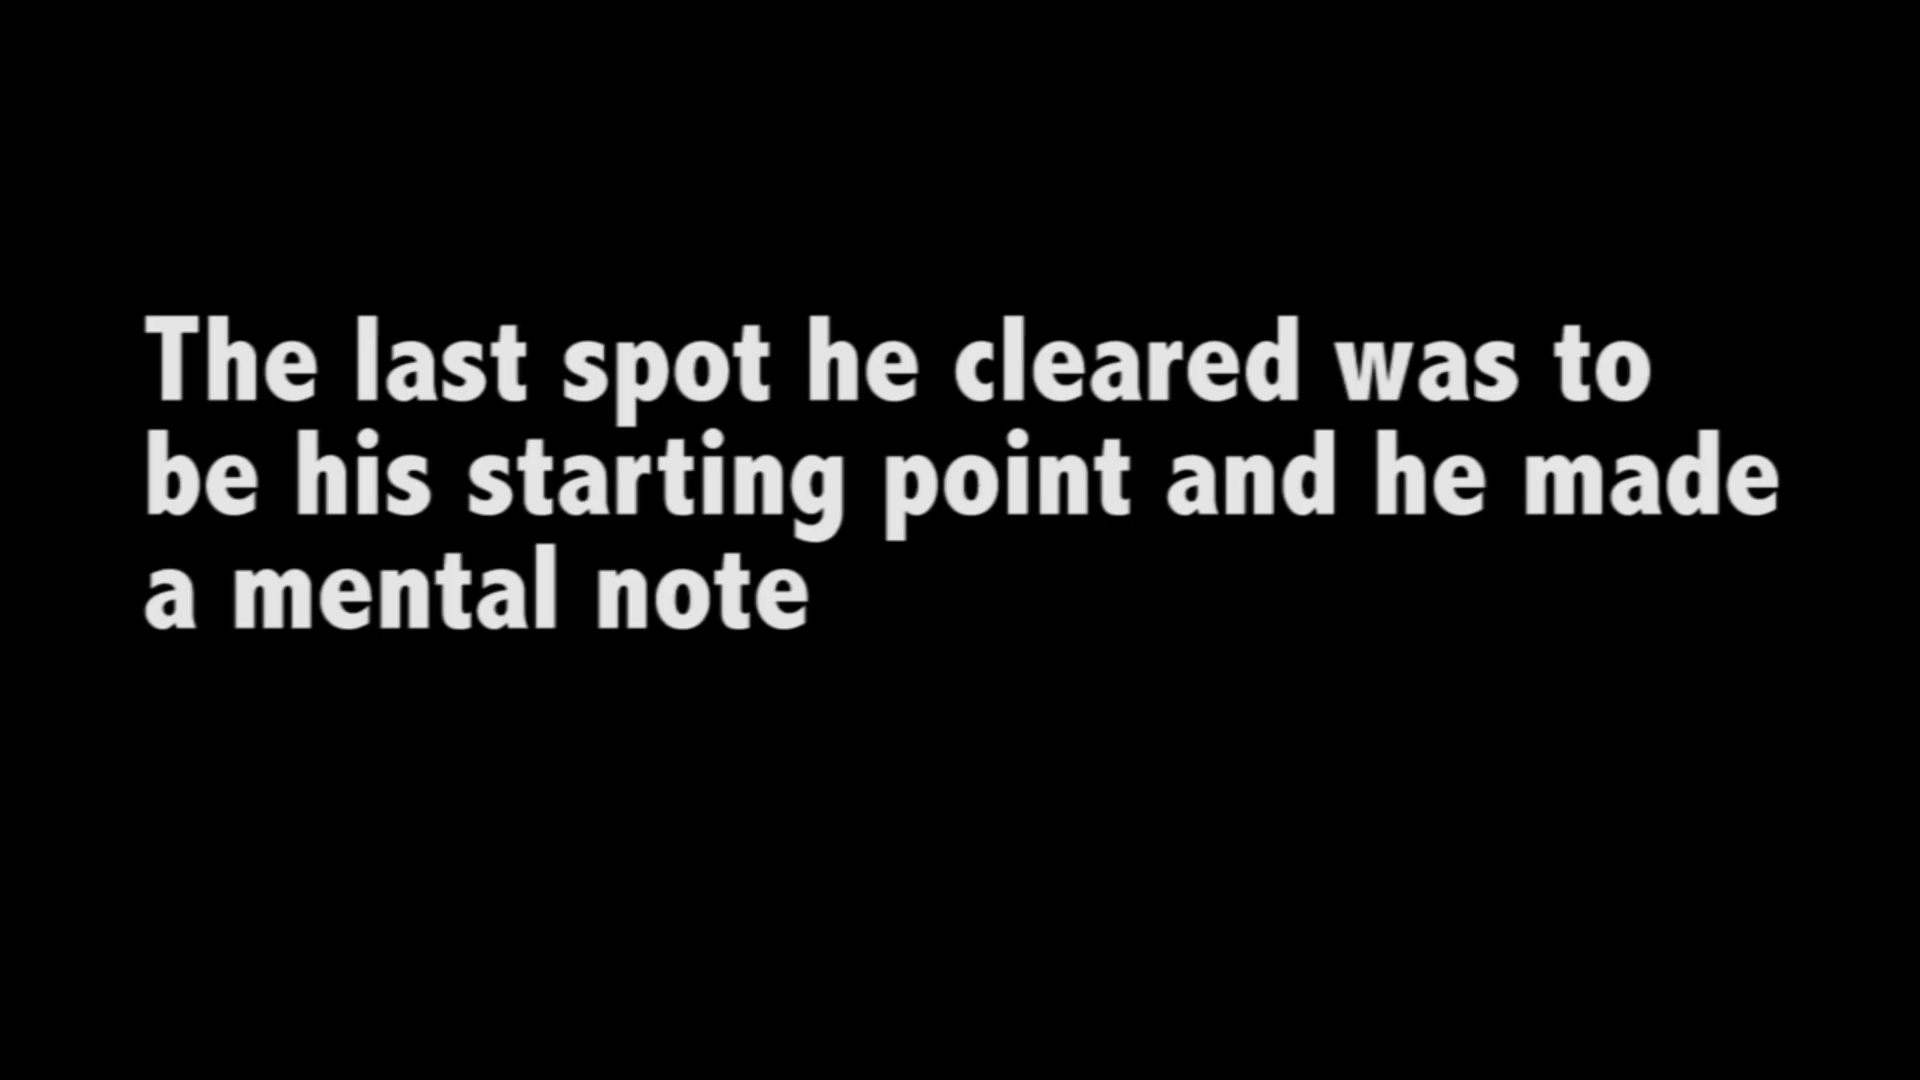 The last spot he cleared was to
be his starting point and he made
a mental note